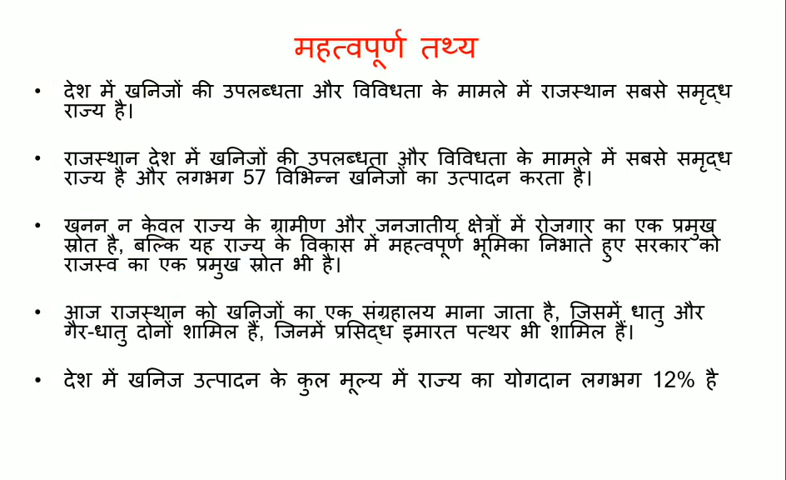 महत्वपूर्ण तथ्य
• देश में खनिजों की उपलब्धता और विविधता के मामले में राजस्थान सबसे समृद्ध
राज्य है।
• राजस्थान देश में खनिजों की उपलब्धता और विविधता के मामले में सबसे समृद्ध
राज्य है और लगभग 57 विभिन्न खनिजों का उत्पादन करता है।
• खनन न केवल राज्य के ग्रामीण और जनजातीय क्षेत्रों में रोजगार का एक प्रमुख
स्रोत है, बल्कि यह राज्य के विकास में महत्वपूर्ण भूमिका निभाते हुए सरकार को
राजस्व का एक प्रमुख स्रोत भी है।
• आज राजस्थान को खनिजों का एक संग्रहालय माना जाता है, जिसमें धातु और
गैर-धातु दोनों शामिल हैं, जिनमें प्रसिद्ध इमारत पत्थर भी शामिल हैं।
• देश में खनिज उत्पादन के कुल मूल्य में राज्य का योगदान लगभग 12% है